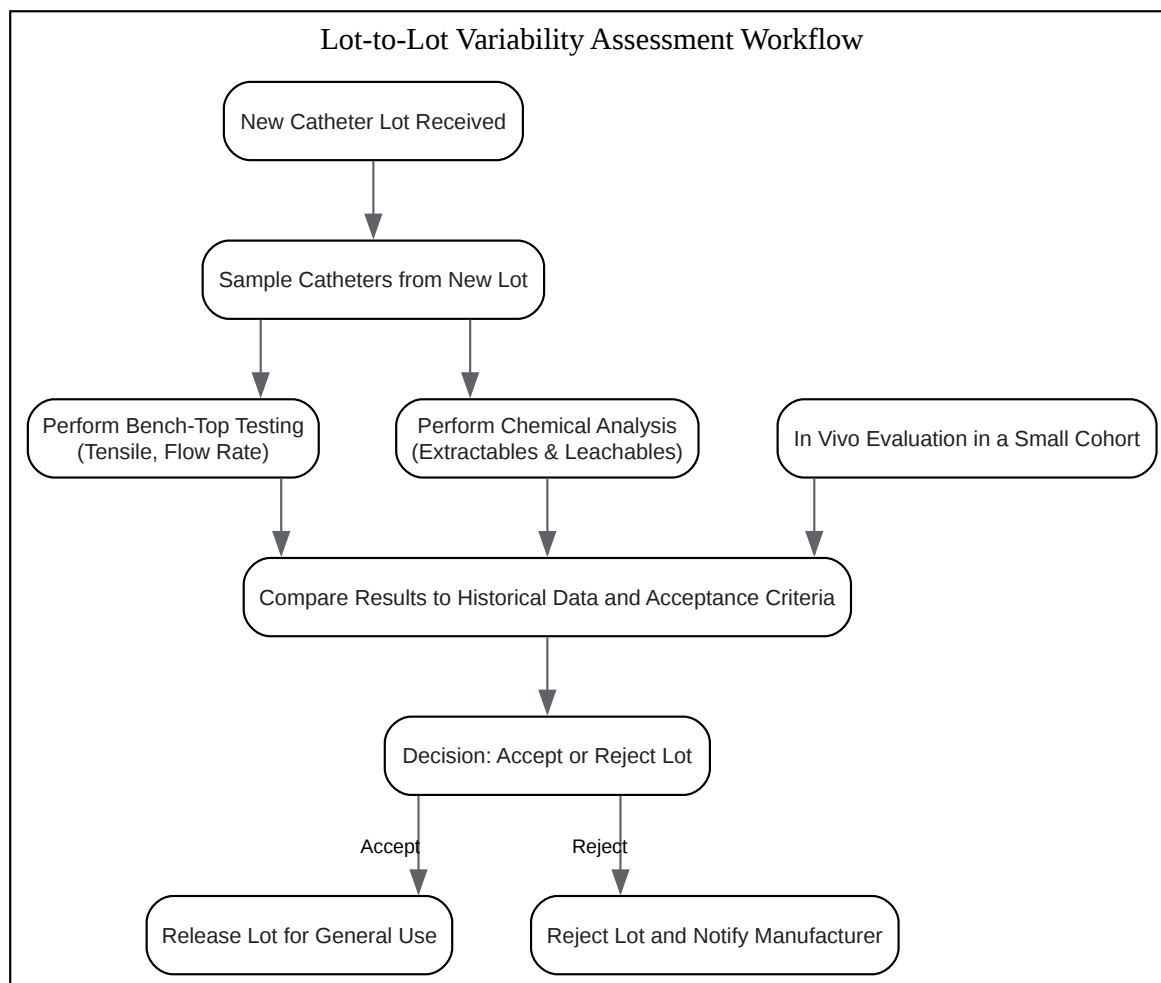 Lot-to-Lot Variability Assessment Workflow
New Catheter Lot Received
Sample Catheters from New Lot
Perform Bench-Top Testing
(Tensile, Flow Rate)
Perform Chemical Analysis
(Extractables & Leachables)
In Vivo Evaluation in a Small Cohort
Compare Results to Historical Data and Acceptance Criteria
Decision: Accept or Reject Lot
Accept
Reject
Release Lot for General Use
Reject Lot and Notify Manufacturer